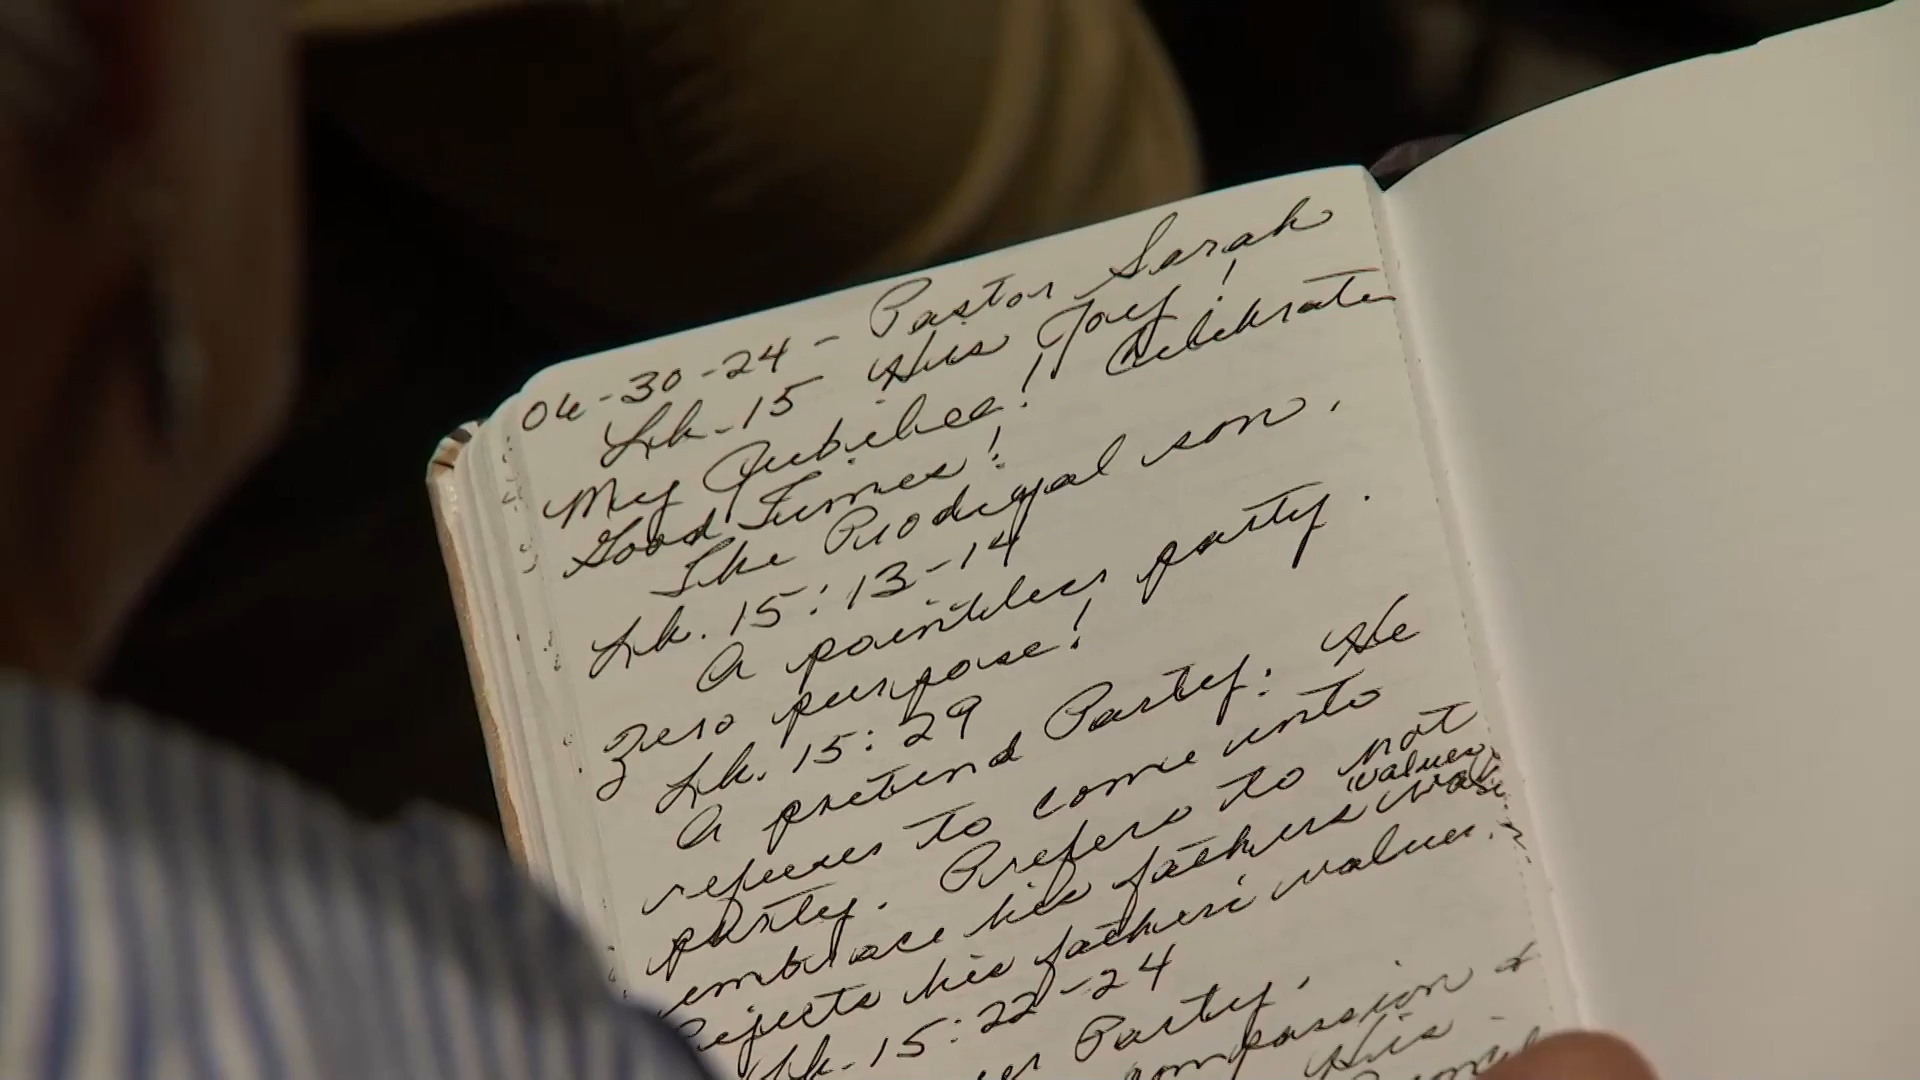 06-30-24 - Pastor Sarah
Lk. 15 His Joy!
My Jubilee! Celebrate
Good Times!
The Prodigal son.
Lk. 15:13-14
A pointless party.
Zero purpose!
Lk. 15:29
A pretend Party: He
refuses to come unto
party. Prefers to not
values
embrace his fathers
Rejects his fathers' values.
Lk. 15:22-24
Party.
compassion &
His